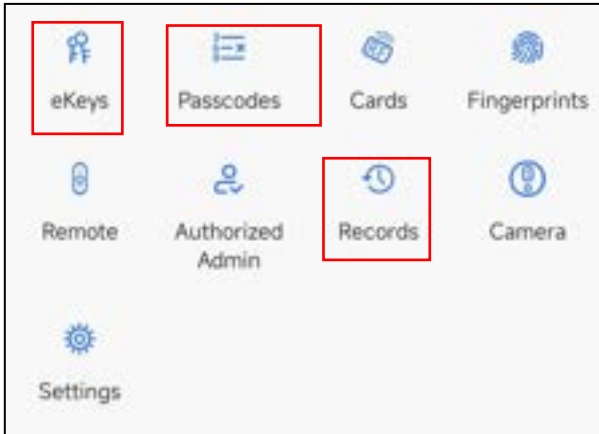 eKeys
Passcodes
Cards
Fingerprints
Remote
Authorized
Admin
Records
Camera
Settings